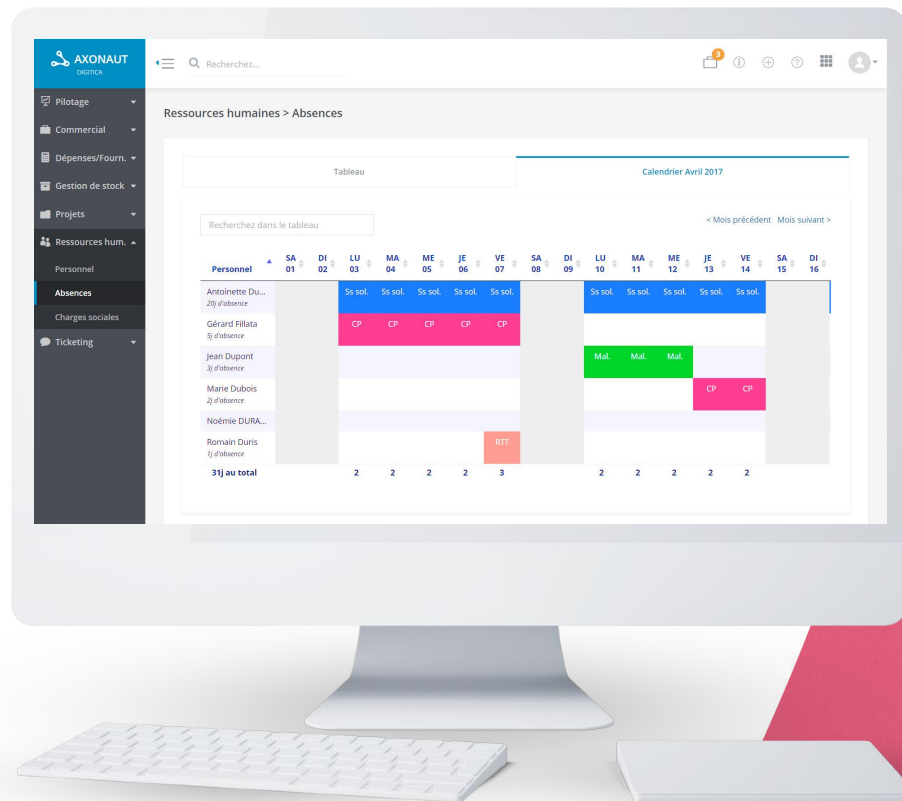 AXONAUT
DIGITICA
Recherchez...
3
Pilotage
Commercial
Dépenses/Fourn.
Gestion de stock
Projets
Ressources hum.
Personnel
Absences
Charges sociales
Ticketing
Ressources humaines > Absences
Tableau
Calendrier Avril 2017
Recherchez dans le tableau
< Mois précédent Mois suivant >
Personnel SA 01 DI 02 LU 03 MA 04 ME 05 JE 06 VE 07 SA 08 DI 09 LU 10 MA 11 ME 12 JE 13 VE 14 SA 15 DI 16
Antoinette Du... Ss sol. Ss sol. Ss sol. Ss sol. Ss sol. Ss sol. Ss sol. Ss sol. Ss sol. Ss sol.
20j d'absence
Gérard Fillata CP CP CP CP CP
5j d'absence
Jean Dupont Mal. Mal. Mal.
3j d'absence
Marie Dubois CP CP
2j d'absence
Noémie DURA...
Romain Duris RTT
1j d'absence
31j au total 2 2 2 2 3 2 2 2 2 2